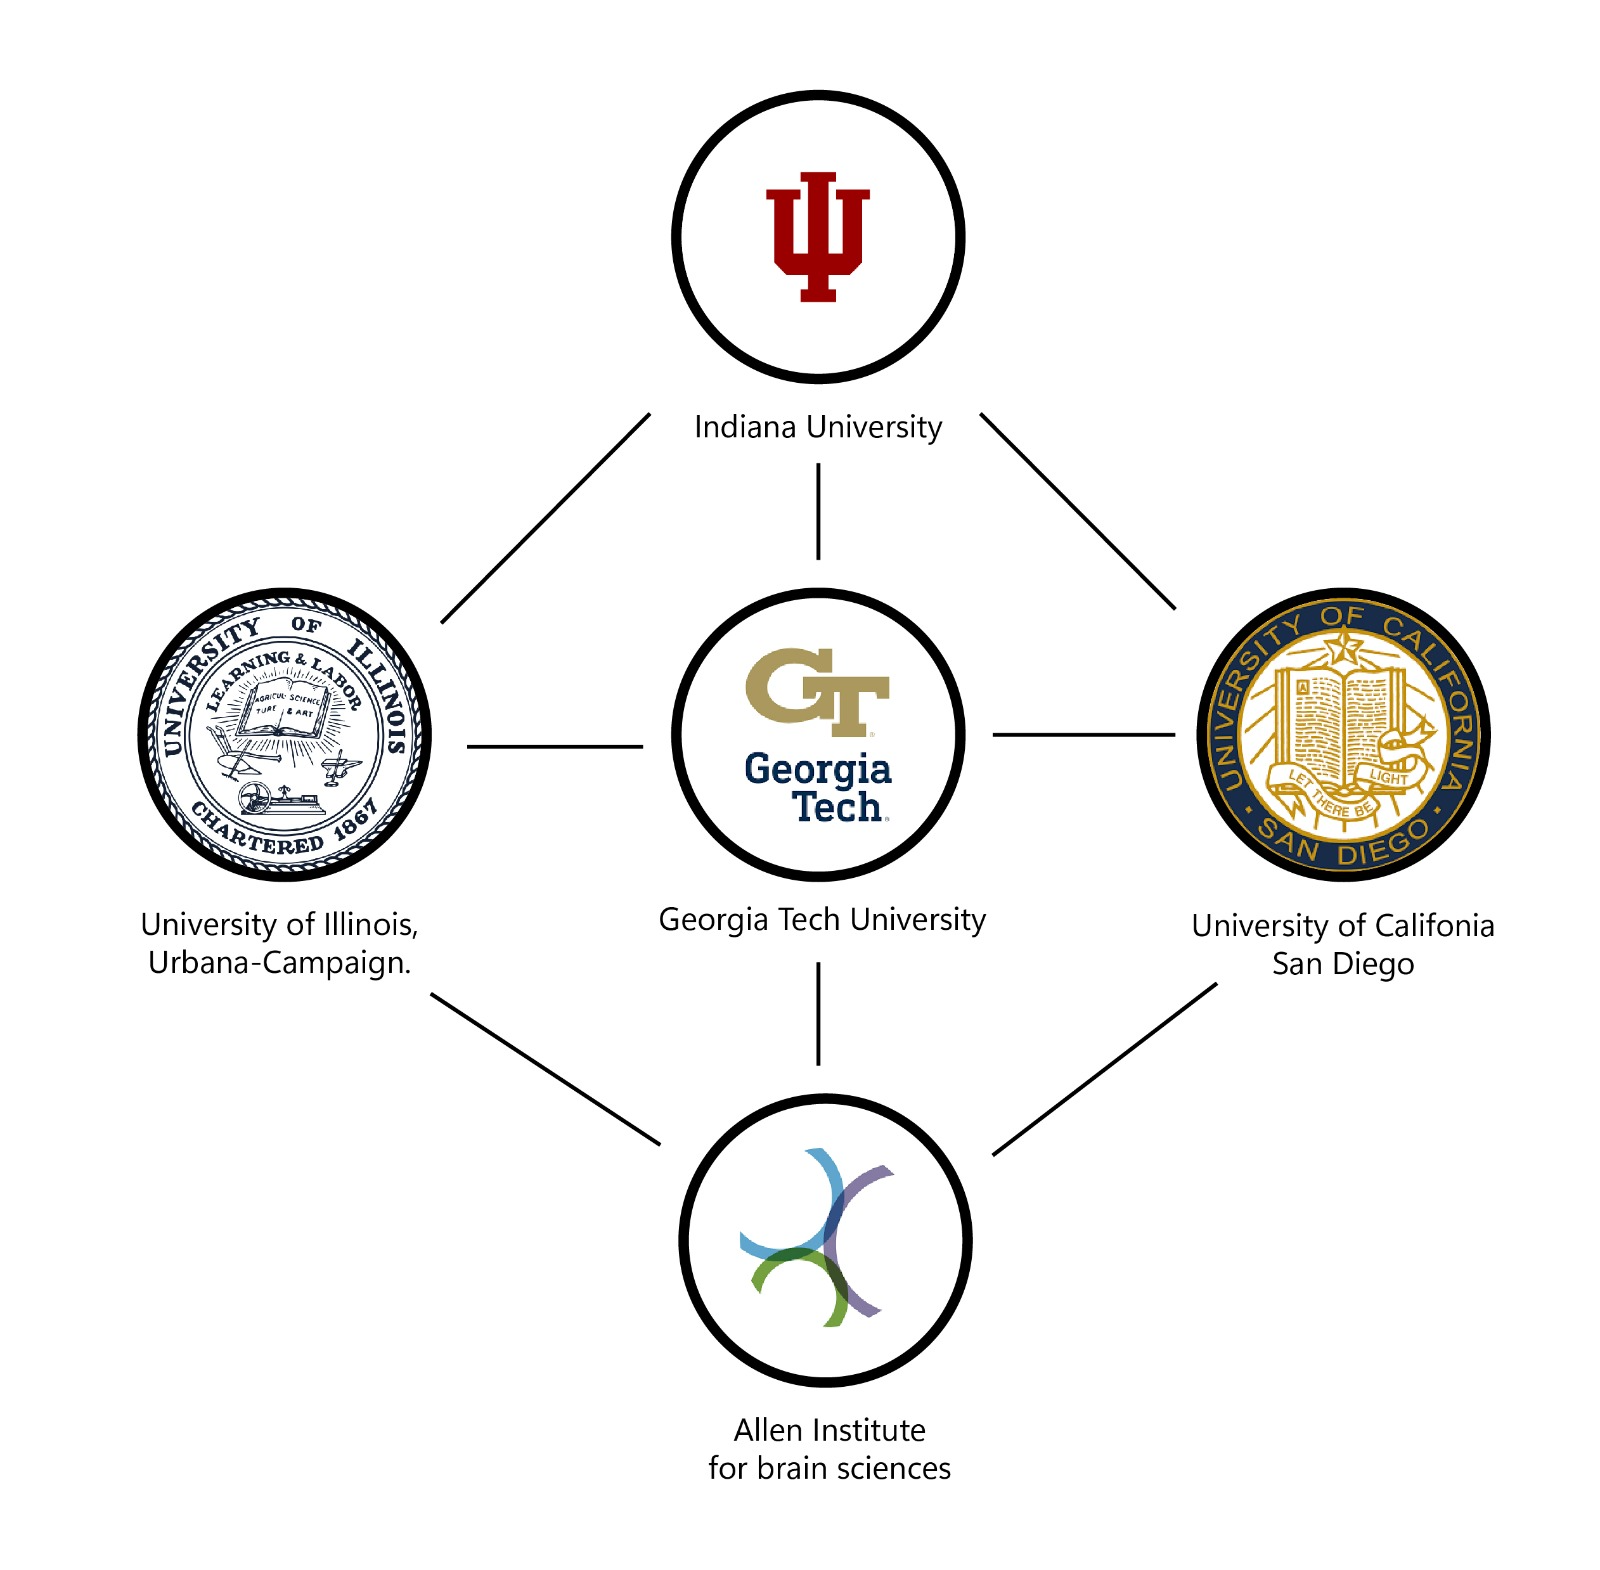 Indiana University
UNIVERSITY OF ILLINOIS
LEARNING & LABOR
AGRICUL- SCIENCE
TURE & ART
CHARTERED 1867
University of Illinois,
Urbana-Campaign.
GT
Georgia
Tech
Georgia Tech University
UNIVERSITY OF CALIFORNIA
A
LET THERE BE LIGHT
· SAN DIEGO ·
University of Califonia
San Diego
Allen Institute
for brain sciences